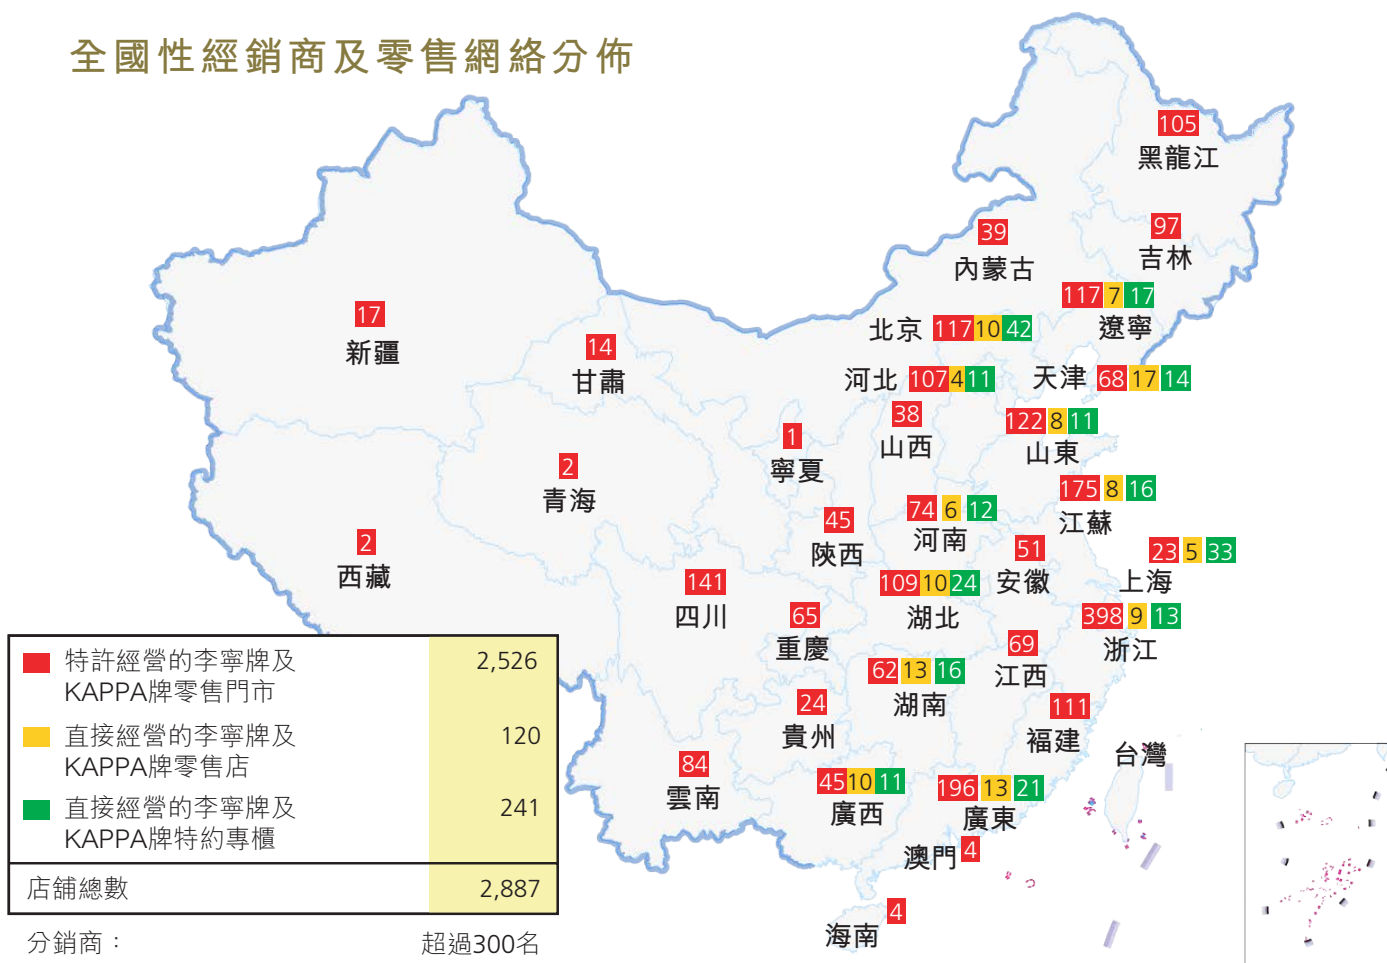 全國性經銷商及零售網絡分佈
105
黑龍江
97
吉林
39
內蒙古
117 7 17
遼寧
北京 117 10 42
17
新疆
14
甘肅
河北 107 4 11
天津 68 17 14
38
山西
122 8 11
山東
1
寧夏
2
青海
175 8 16
江蘇
74 6 12
河南
45
陝西
2
西藏
51
安徽
23 5 33
上海
141
四川
109 10 24
湖北
65
重慶
398 9 13
浙江
69
江西
62 13 16
湖南
24
貴州
111
福建
台灣
84
雲南
45 10 11
廣西
196 13 21
廣東
澳門 4
4
海南
特許經營的李寧牌及 2,526
KAPPA牌零售門市
直接經營的李寧牌及 120
KAPPA牌零售店
直接經營的李寧牌及 241
KAPPA牌特約專櫃
店舖總數 2,887
分銷商： 超過300名